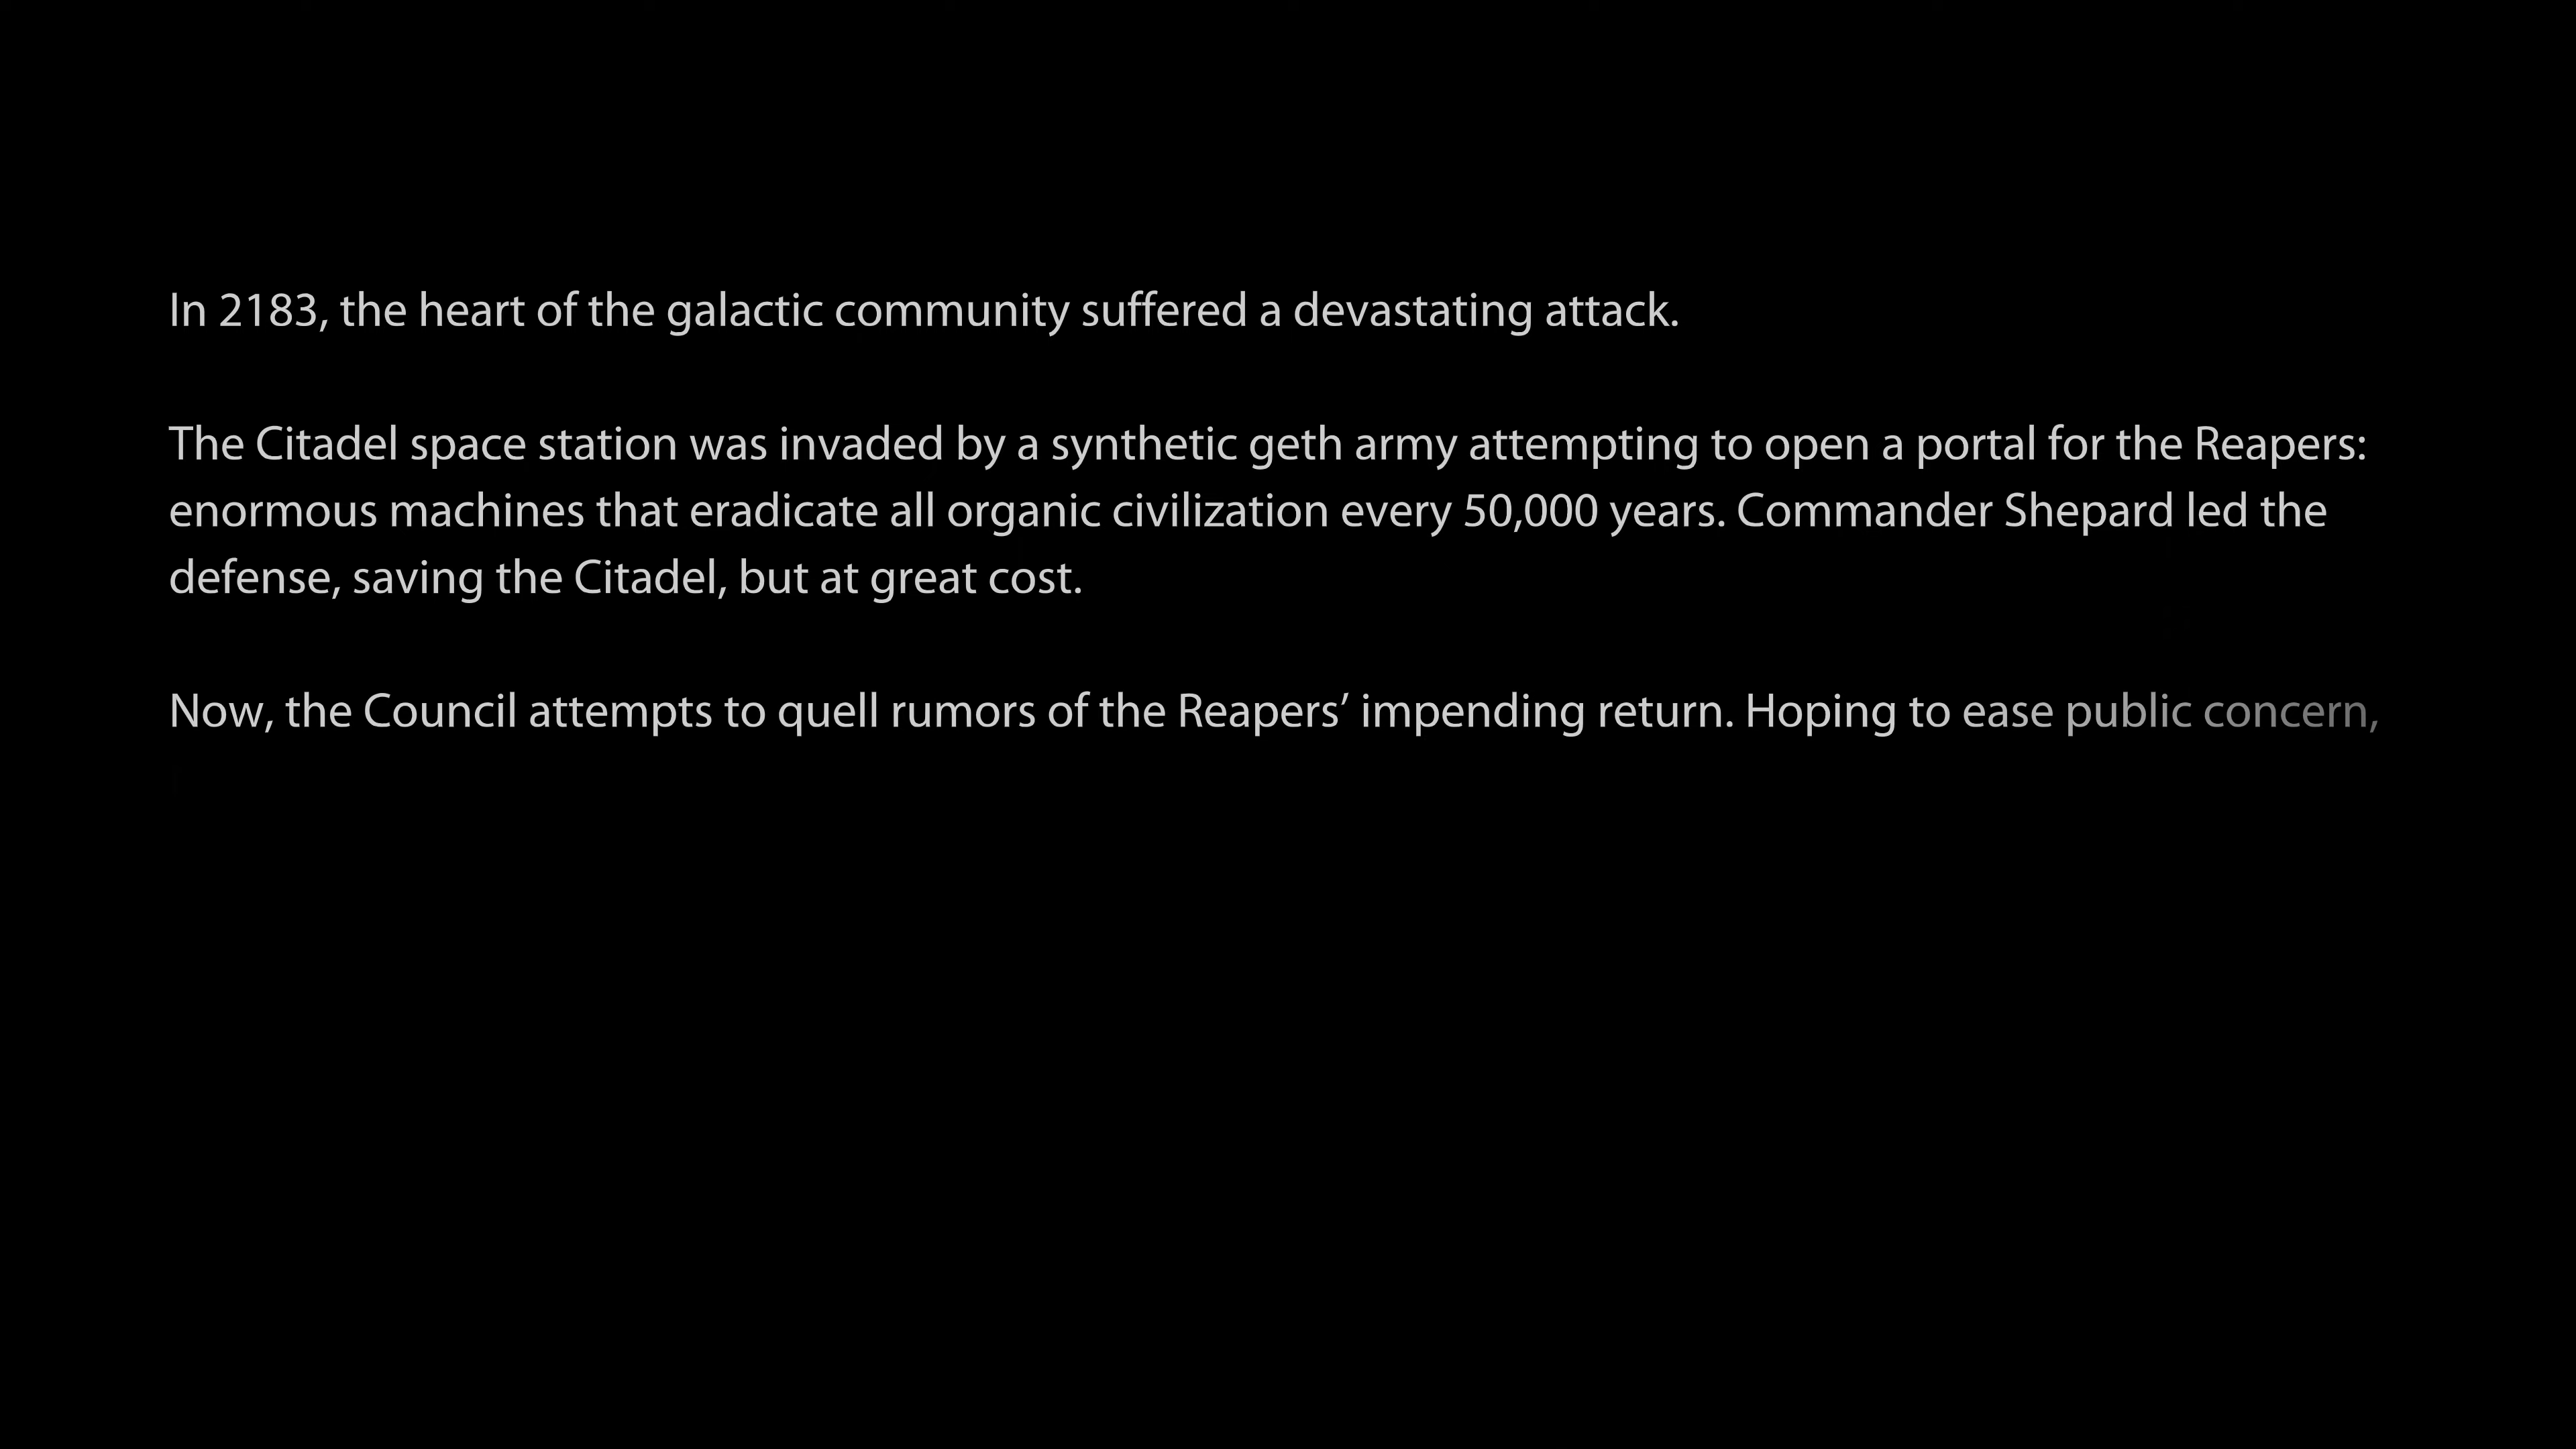 In 2183, the heart of the galactic community suffered a devastating attack.
The Citadel space station was invaded by a synthetic geth army attempting to open a portal for the Reapers:
enormous machines that eradicate all organic civilization every 50,000 years. Commander Shepard led the
defense, saving the Citadel, but at great cost.
Now, the Council attempts to quell rumors of the Reapers’ impending return. Hoping to ease public concern,